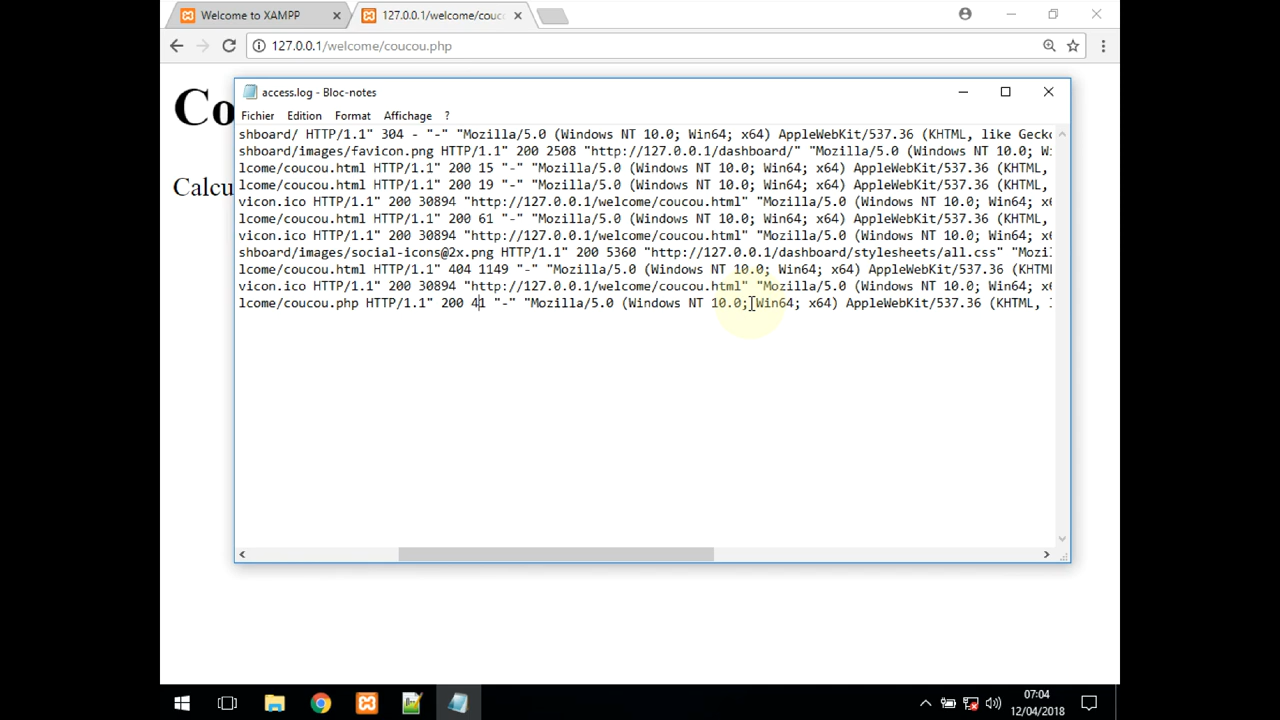 Welcome to XAMPP
127.0.0.1/welcome/couc
127.0.0.1/welcome/coucou.php
Co
Calcu
access.log - Bloc-notes
Fichier Edition Format Affichage ?
shboard/ HTTP/1.1" 304 - "-" "Mozilla/5.0 (Windows NT 10.0; Win64; x64) AppleWebKit/537.36 (KHTML, like Gecko
shboard/images/favicon.png HTTP/1.1" 200 2508 "http://127.0.0.1/dashboard/" "Mozilla/5.0 (Windows NT 10.0; W
lcome/coucou.html HTTP/1.1" 200 15 "-" "Mozilla/5.0 (Windows NT 10.0; Win64; x64) AppleWebKit/537.36 (KHTML,
lcome/coucou.html HTTP/1.1" 200 19 "-" "Mozilla/5.0 (Windows NT 10.0; Win64; x64) AppleWebKit/537.36 (KHTML,
vicon.ico HTTP/1.1" 200 30894 "http://127.0.0.1/welcome/coucou.html" "Mozilla/5.0 (Windows NT 10.0; Win64; x6
lcome/coucou.html HTTP/1.1" 200 61 "-" "Mozilla/5.0 (Windows NT 10.0; Win64; x64) AppleWebKit/537.36 (KHTML,
vicon.ico HTTP/1.1" 200 30894 "http://127.0.0.1/welcome/coucou.html" "Mozilla/5.0 (Windows NT 10.0; Win64; x6
shboard/images/social-icons@2x.png HTTP/1.1" 200 5360 "http://127.0.0.1/dashboard/stylesheets/all.css" "Mozi
lcome/coucou.html HTTP/1.1" 404 1149 "-" "Mozilla/5.0 (Windows NT 10.0; Win64; x64) AppleWebKit/537.36 (KHTM
vicon.ico HTTP/1.1" 200 30894 "http://127.0.0.1/welcome/coucou.html" "Mozilla/5.0 (Windows NT 10.0; Win64; x6
lcome/coucou.php HTTP/1.1" 200 41 "-" "Mozilla/5.0 (Windows NT 10.0; Win64; x64) AppleWebKit/537.36 (KHTML,
07:04
12/04/2018